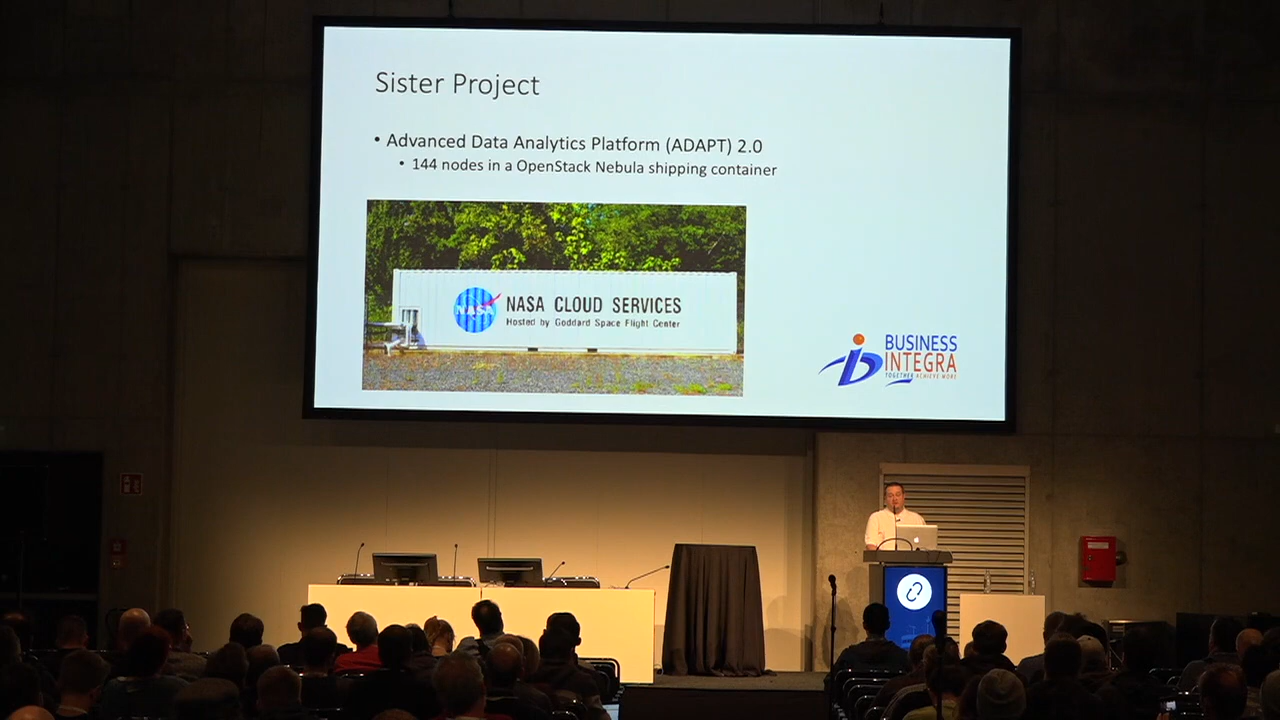 Sister Project
• Advanced Data Analytics Platform (ADAPT) 2.0
• 144 nodes in a OpenStack Nebula shipping container
NASA
NASA CLOUD SERVICES
Hosted by Goddard Space Flight Center
BUSINESS
INTEGRA
TOGETHER ACHIEVE MORE